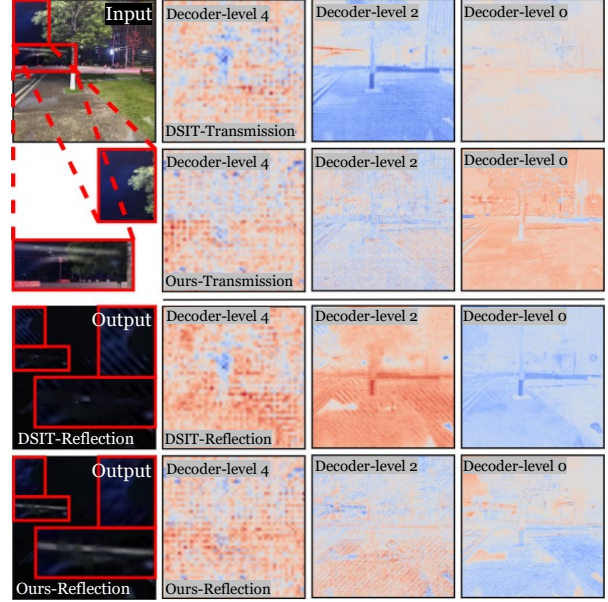 Input
Decoder-level 4
Decoder-level 2
Decoder-level 0
DSIT-Transmission
Decoder-level 4
Decoder-level 2
Decoder-level 0
Ours-Transmission
Output
Decoder-level 4
Decoder-level 2
Decoder-level 0
DSIT-Reflection
DSIT-Reflection
Output
Decoder-level 4
Decoder-level 2
Decoder-level 0
Ours-Reflection
Ours-Reflection